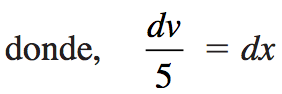 donde, dv/5 = dx